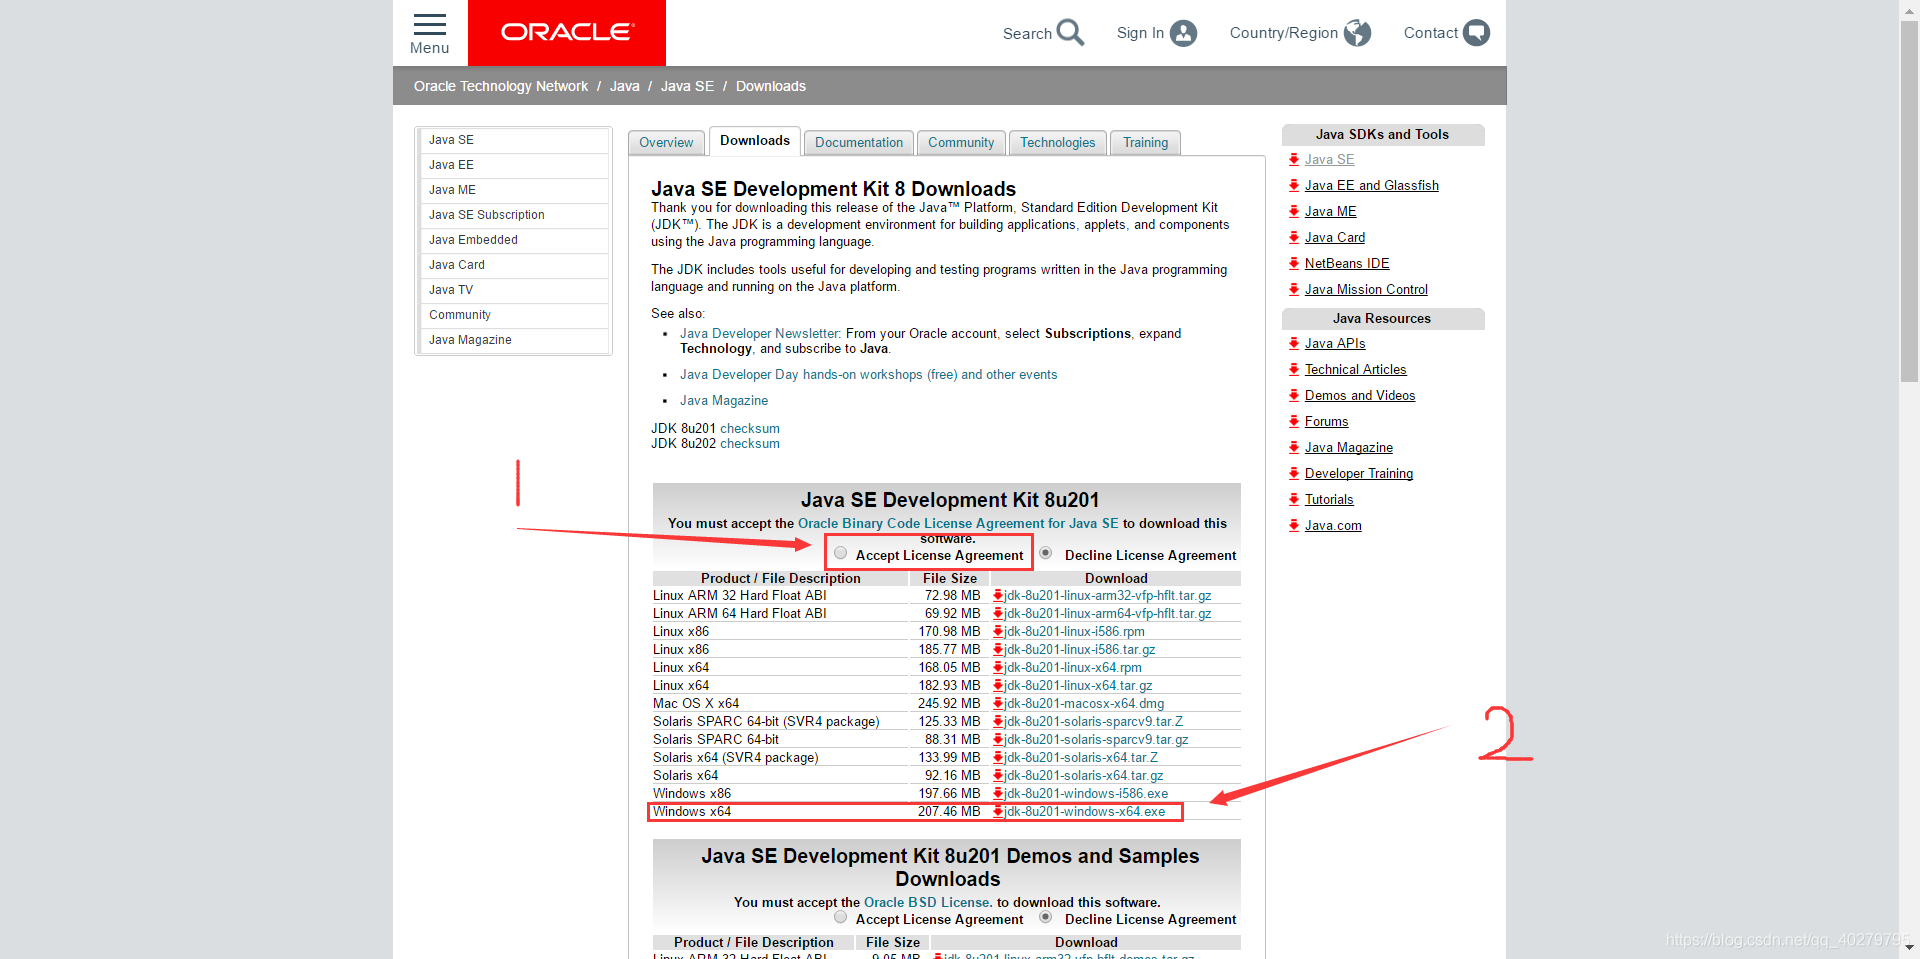 Menu
ORACLE
Search
Sign In
Country/Region
Contact
Oracle Technology Network / Java / Java SE / Downloads
Java SE
Java EE
Java ME
Java SE Subscription
Java Embedded
Java Card
Java TV
Community
Java Magazine
Overview
Downloads
Documentation
Community
Technologies
Training
Java SE Development Kit 8 Downloads
Thank you for downloading this release of the Java™ Platform, Standard Edition Development Kit
(JDK™). The JDK is a development environment for building applications, applets, and components
using the Java programming language.
The JDK includes tools useful for developing and testing programs written in the Java programming
language and running on the Java platform.
See also:
Java Developer Newsletter: From your Oracle account, select Subscriptions, expand
Technology, and subscribe to Java.
Java Developer Day hands-on workshops (free) and other events
Java Magazine
JDK 8u201 checksum
JDK 8u202 checksum
1
Java SE Development Kit 8u201
You must accept the Oracle Binary Code License Agreement for Java SE to download this
software.
Accept License Agreement Decline License Agreement
Product / File Description File Size Download
Linux ARM 32 Hard Float ABI 72.98 MB jdk-8u201-linux-arm32-vfp-hflt.tar.gz
Linux ARM 64 Hard Float ABI 69.92 MB jdk-8u201-linux-arm64-vfp-hflt.tar.gz
Linux x86 170.98 MB jdk-8u201-linux-i586.rpm
Linux x86 185.77 MB jdk-8u201-linux-i586.tar.gz
Linux x64 168.05 MB jdk-8u201-linux-x64.rpm
Linux x64 182.93 MB jdk-8u201-linux-x64.tar.gz
Mac OS X x64 245.92 MB jdk-8u201-macosx-x64.dmg
Solaris SPARC 64-bit (SVR4 package) 125.33 MB jdk-8u201-solaris-sparcv9.tar.Z
Solaris SPARC 64-bit 88.31 MB jdk-8u201-solaris-sparcv9.tar.gz
Solaris x64 (SVR4 package) 133.99 MB jdk-8u201-solaris-x64.tar.Z
Solaris x64 92.16 MB jdk-8u201-solaris-x64.tar.gz
Windows x86 197.66 MB jdk-8u201-windows-i586.exe
Windows x64 207.46 MB jdk-8u201-windows-x64.exe
2
Java SE Development Kit 8u201 Demos and Samples
Downloads
You must accept the Oracle BSD License. to download this software.
Accept License Agreement Decline License Agreement
Product / File Description File Size Download
Linux ARM 32 Hard Float ABI 9.05 MB jdk-8u201-linux-arm32-vfp-hflt-demos.tar.gz
Java SDKs and Tools
Java SE
Java EE and Glassfish
Java ME
Java Card
NetBeans IDE
Java Mission Control
Java Resources
Java APIs
Technical Articles
Demos and Videos
Forums
Java Magazine
Developer Training
Tutorials
Java.com
https://blog.csdn.net/qq_40279795